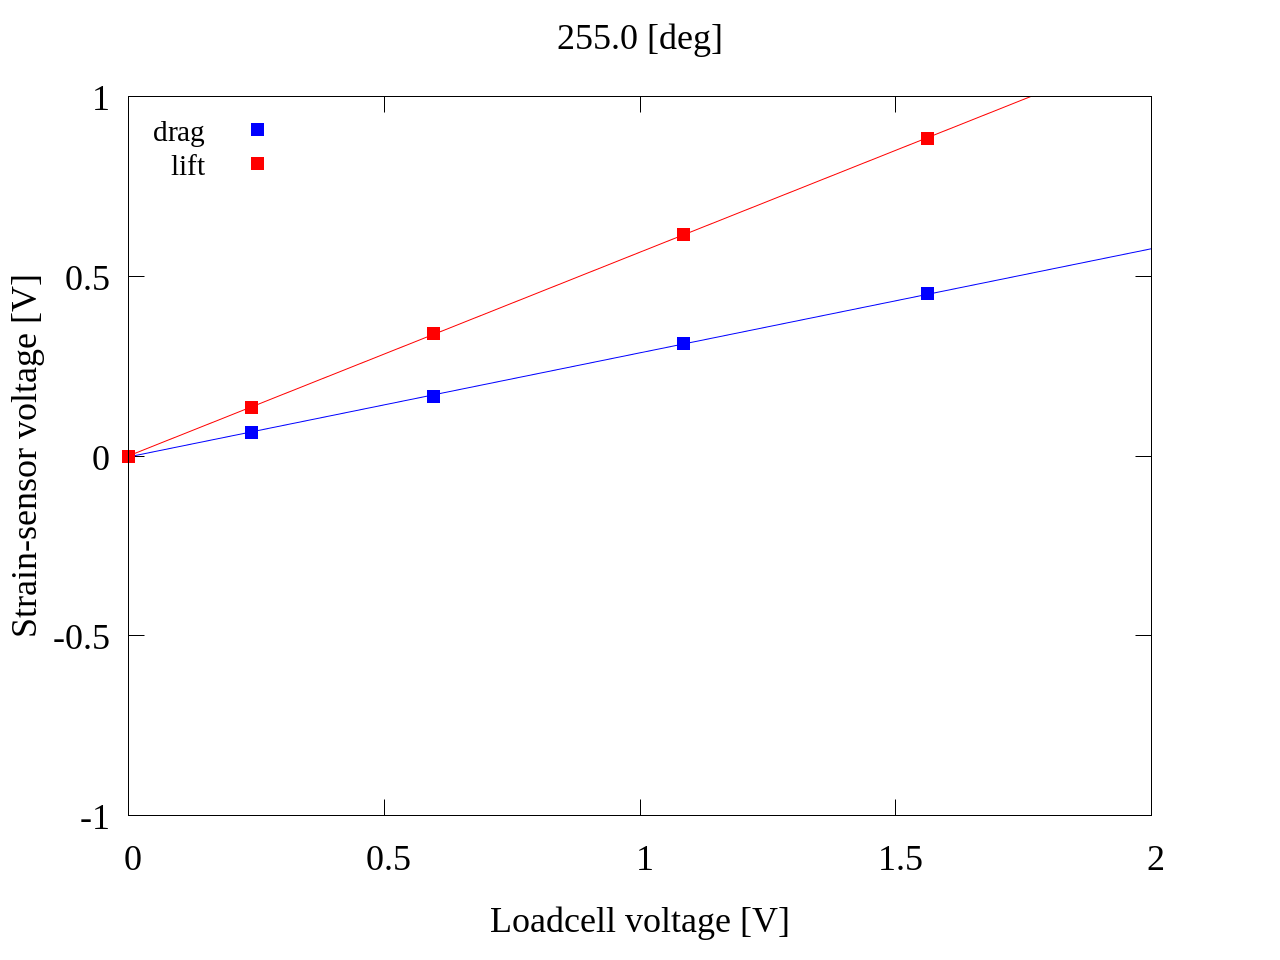 255.0 [deg]
drag
lift
1
0.5
0
-0.5
-1
Strain-sensor voltage [V]
0 0.5 1 1.5 2
Loadcell voltage [V]